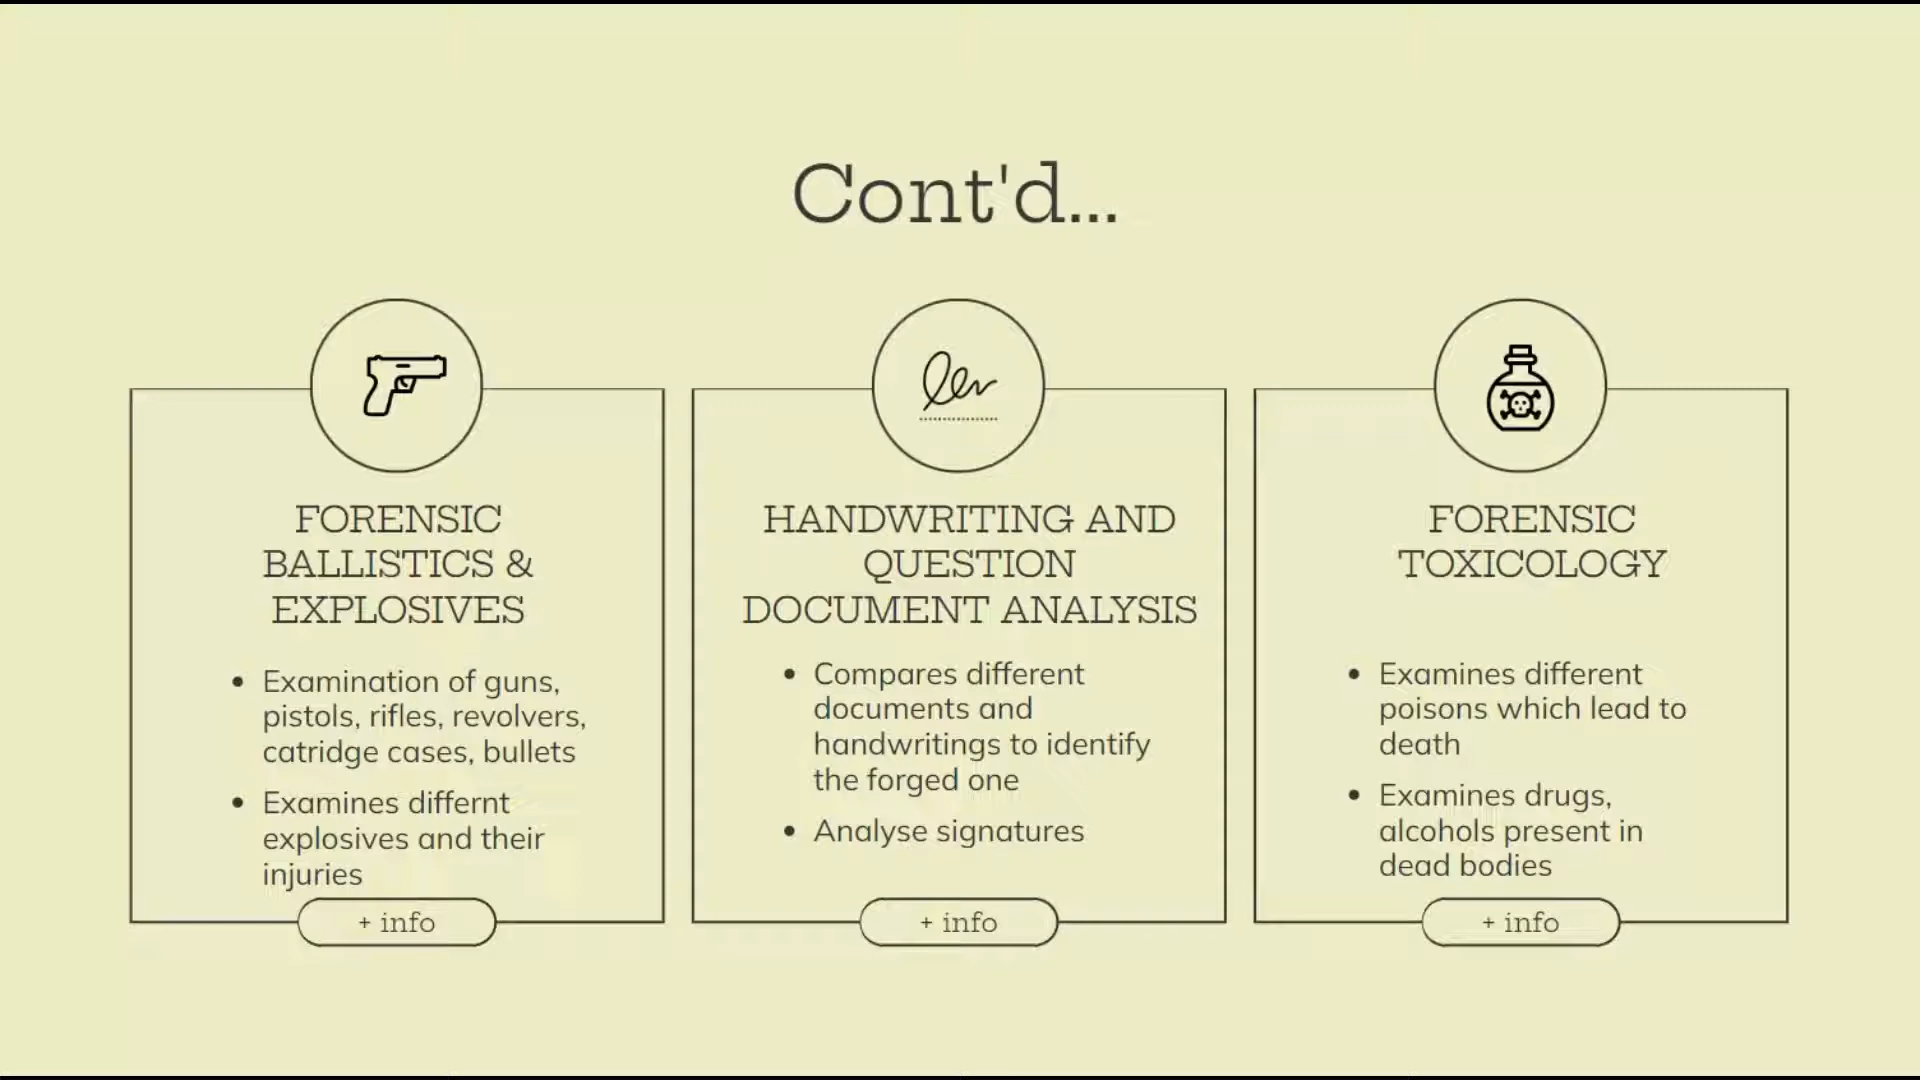 Cont'd...
FORENSIC
BALLISTICS &
EXPLOSIVES
Examination of guns,
pistols, rifles, revolvers,
catridge cases, bullets
Examines differnt
explosives and their
injuries
+ info
HANDWRITING AND
QUESTION
DOCUMENT ANALYSIS
Compares different
documents and
handwritings to identify
the forged one
Analyse signatures
+ info
FORENSIC
TOXICOLOGY
Examines different
poisons which lead to
death
Examines drugs,
alcohols present in
dead bodies
+ info